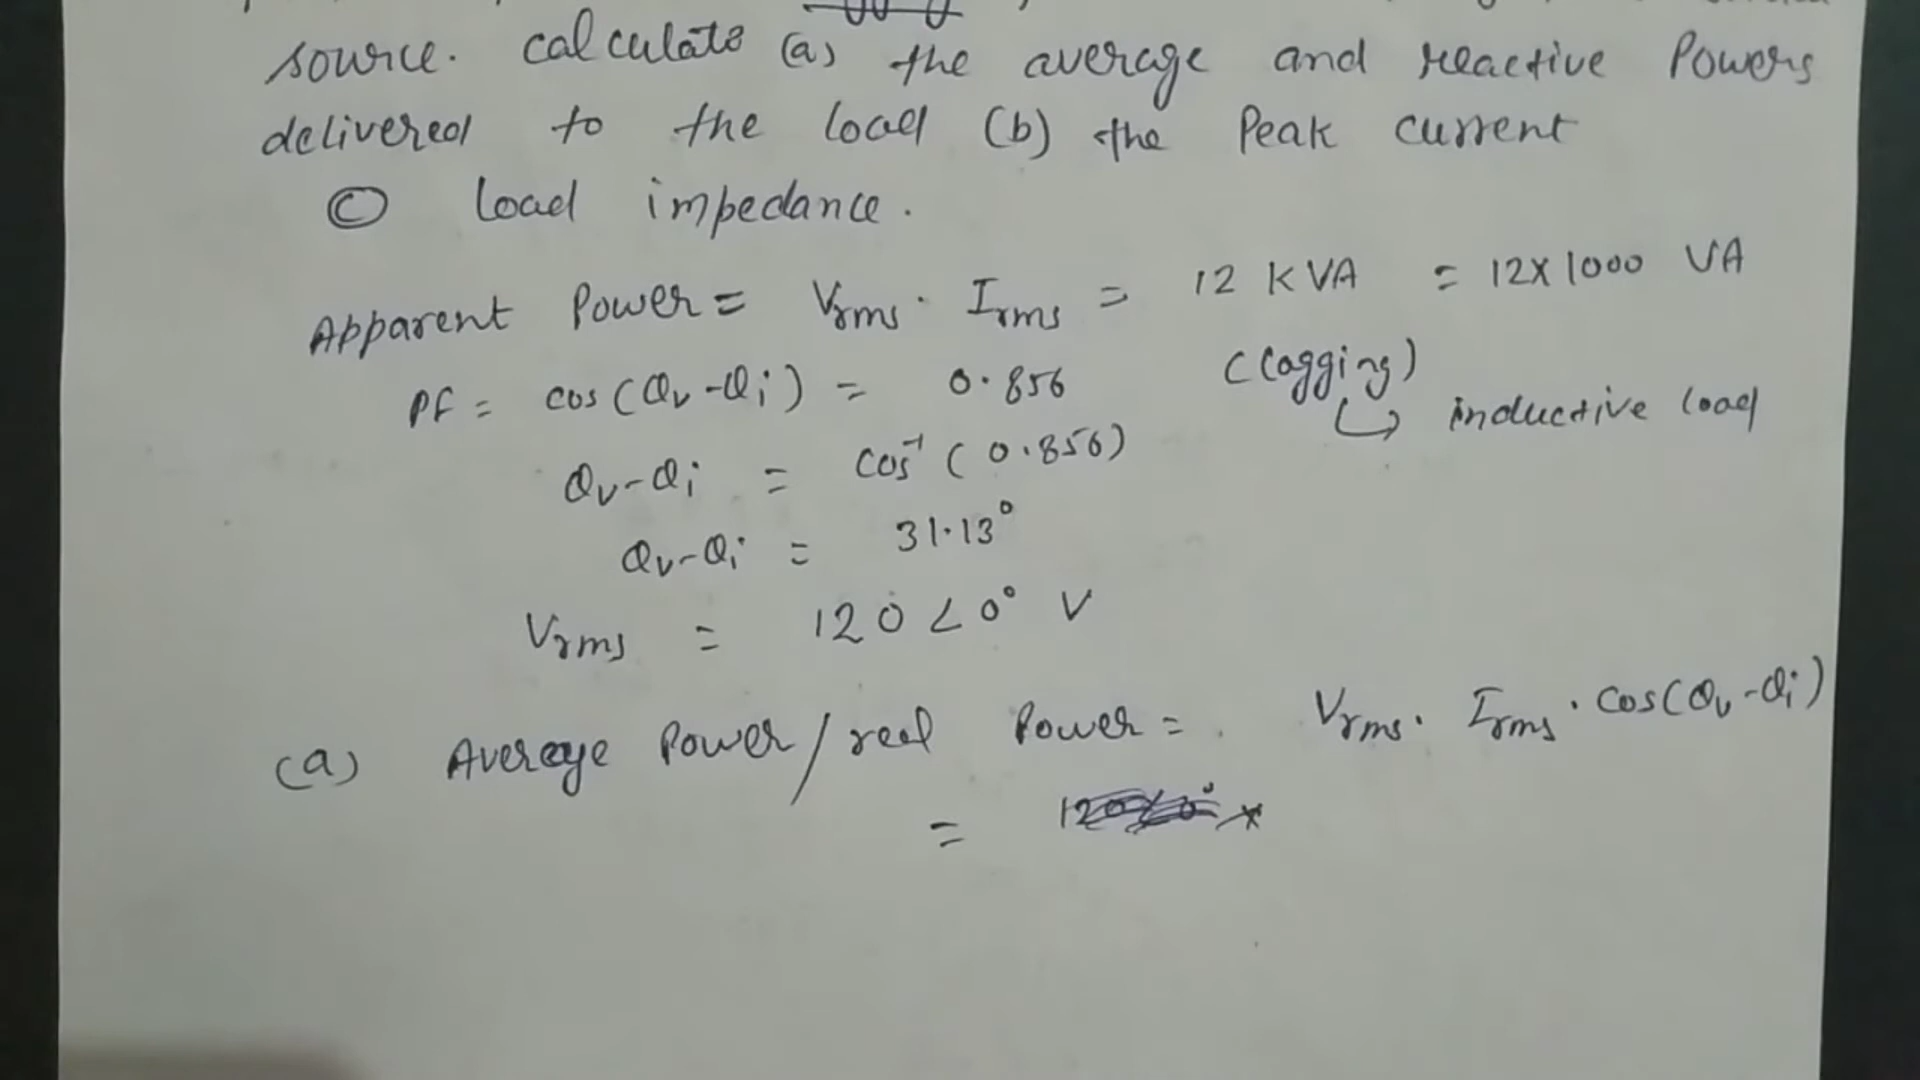 source. calculate (a) the average and reactive Powers
delivered to the load (b) the Peak current
© load impedance.
Apparent Power = Vrms · Irms = 12 KVA = 12×1000 VA
PF = cos(θv-θi) = 0.856 (lagging)
↳ inductive load
θv-θi = cos⁻¹(0.856)
θv-θi = 31.13°
Vrms = 120∠0° V
(a) Average Power/real Power = Vrms · Irms · cos(θv-θi)
=